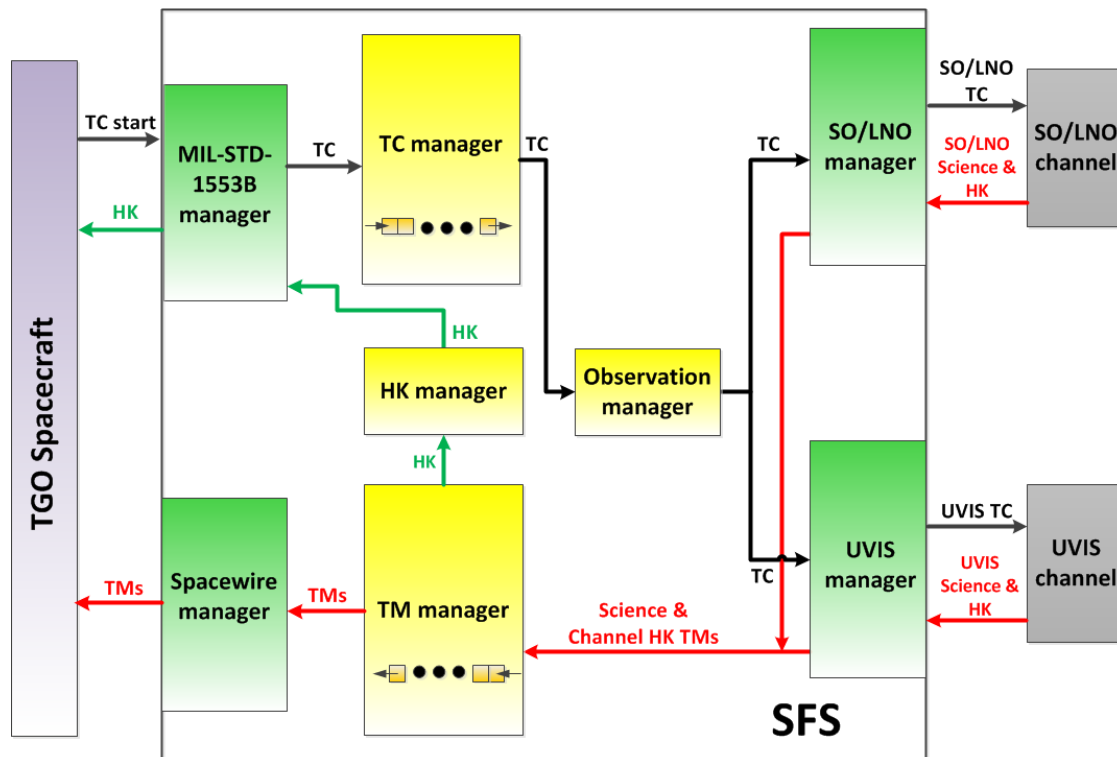 TGO Spacecraft
TC start
HK
MIL-STD-
1553B
manager
TC
TC manager
TC
TC
SO/LNO
manager
SO/LNO
TC
SO/LNO
Science &
HK
SO/LNO
channel
HK
HK manager
Observation
manager
HK
TC
UVIS
manager
UVIS TC
UVIS
Science &
HK
UVIS
channel
TMs
Spacewire
manager
TMs
TM manager
Science &
Channel HK TMs
SFS